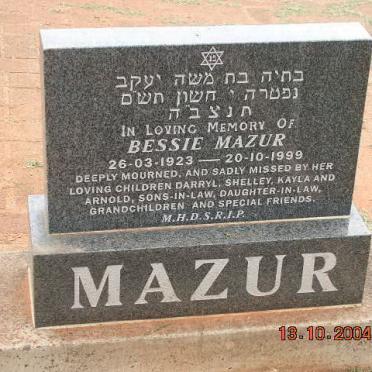 בתיה בת משה יעקב
נפטרה י חשון תש"ס
ת נ צ ב ה
IN LOVING MEMORY OF
BESSIE MAZUR
26-03-1923 — 20-10-1999
DEEPLY MOURNED, AND SADLY MISSED BY HER
LOVING CHILDREN DARRYL, SHELLEY, KAYLA AND
ARNOLD, SONS-IN-LAW, DAUGHTER-IN-LAW,
GRANDCHILDREN AND SPECIAL FRIENDS.
M.H.D.S.R.I.P.
MAZUR
13.10.2004